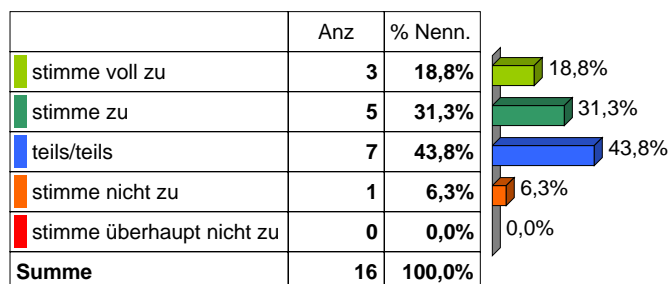 Anz % Nenn.
stimme voll zu 3 18,8% 18,8%
stimme zu 5 31,3% 31,3%
teils/teils 7 43,8% 43,8%
stimme nicht zu 1 6,3% 6,3%
stimme überhaupt nicht zu 0 0,0% 0,0%
Summe 16 100,0%